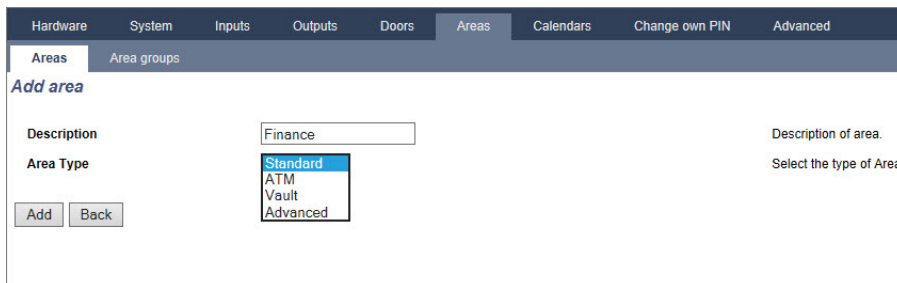 Hardware System Inputs Outputs Doors Areas Calendars Change own PIN Advanced
Areas Area groups
Add area
Description Finance Description of area.
Area Type Standard Select the type of Area
ATM
Vault
Advanced
Add Back